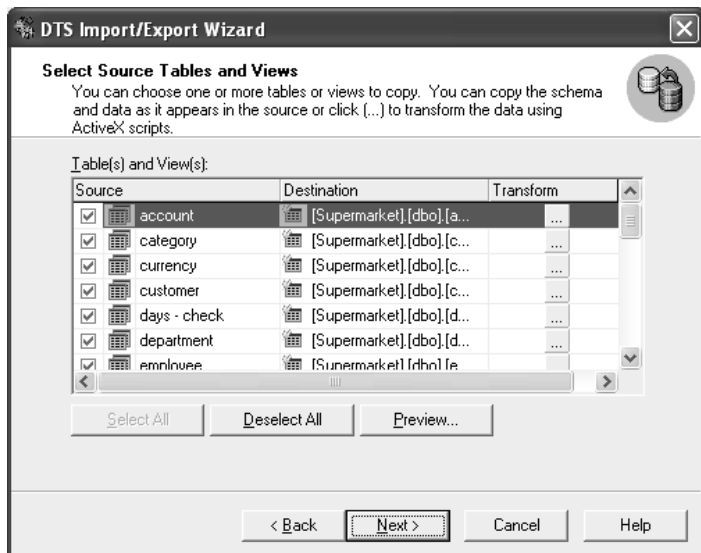 DTS Import/Export Wizard
Select Source Tables and Views
You can choose one or more tables or views to copy. You can copy the schema
and data as it appears in the source or click (...) to transform the data using
ActiveX scripts.
Table(s) and View(s):
Source Destination Transform
account [Supermarket].[dbo].[a... ...
category [Supermarket].[dbo].[c... ...
currency [Supermarket].[dbo].[c... ...
customer [Supermarket].[dbo].[c... ...
days - check [Supermarket].[dbo].[d... ...
department [Supermarket].[dbo].[d... ...
employee [Supermarket].[dbo].[e
Select All Deselect All Preview...
< Back Next > Cancel Help